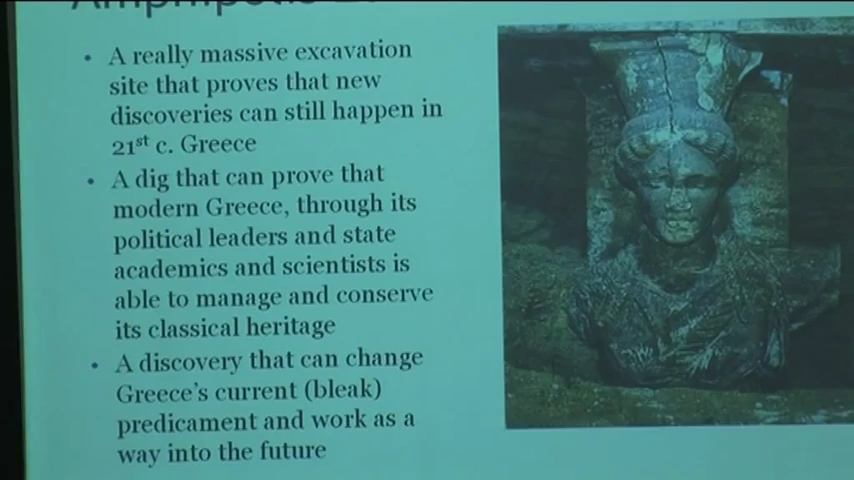 • A really massive excavation
site that proves that new
discoveries can still happen in
21st c. Greece
• A dig that can prove that
modern Greece, through its
political leaders and state
academics and scientists is
able to manage and conserve
its classical heritage
• A discovery that can change
Greece's current (bleak)
predicament and work as a
way into the future